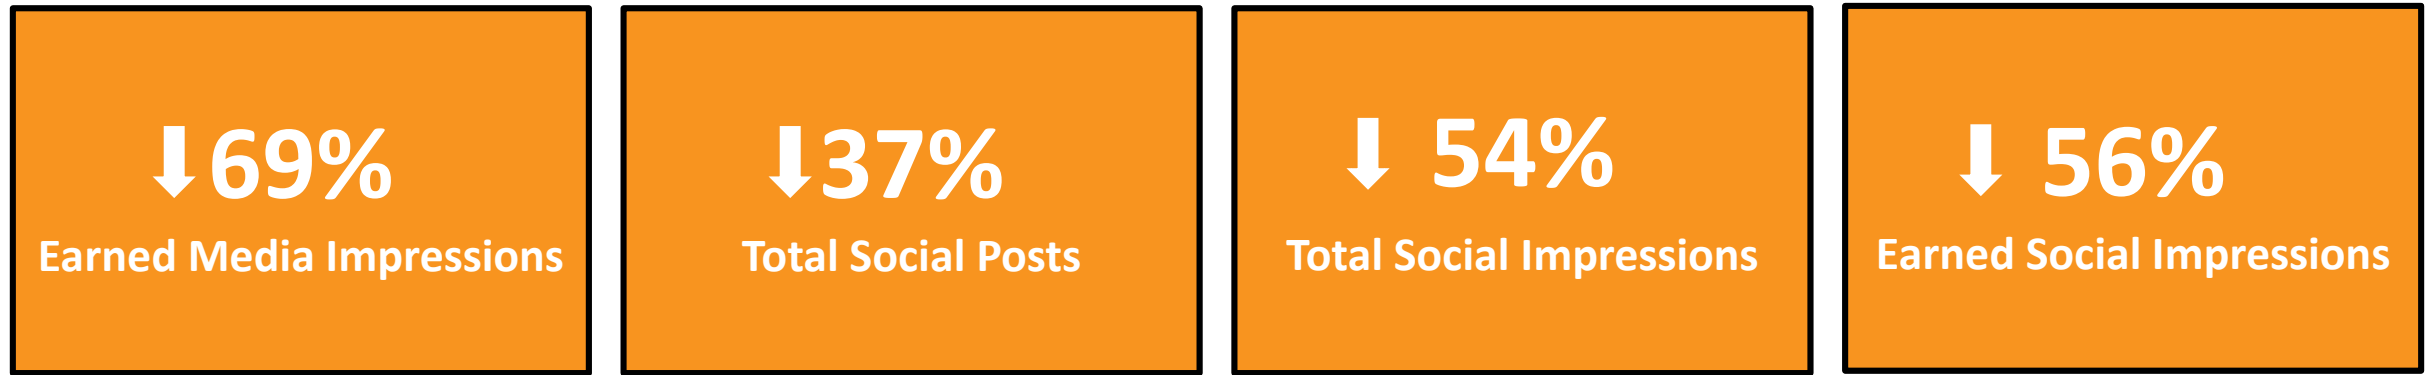 ⬇69%
Earned Media Impressions
⬇37%
Total Social Posts
⬇ 54%
Total Social Impressions
⬇ 56%
Earned Social Impressions